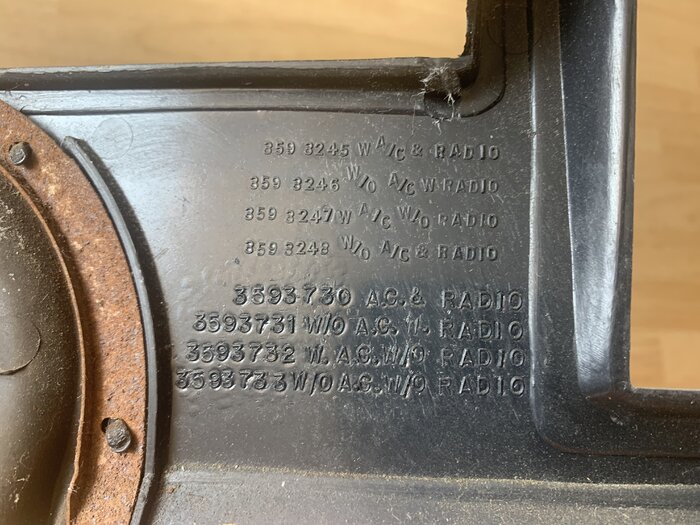 859 8245 W A/C & RADIO
859 8246 W/O A/C W RADIO
859 8247 W A/C W/O RADIO
859 8248 W/O A/C & RADIO
3593730 A.C. & RADIO
3593731 W/O A.C. W. RADIO
3593732 W. A.C. W/O RADIO
3593733 W/O A.C. W/O RADIO